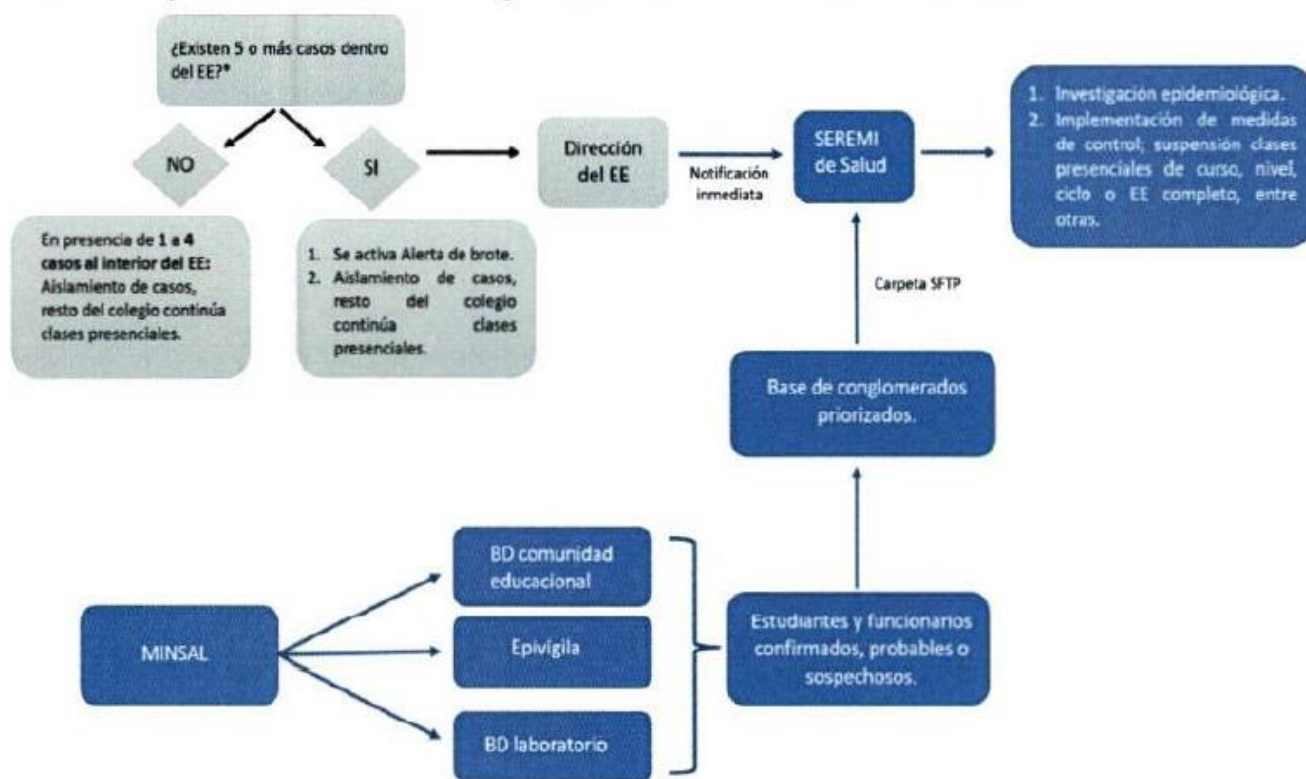 ¿Existen 5 o más casos dentro
del EE?*
NO
SI
En presencia de 1 a 4
casos al interior del EE:
Aislamiento de casos,
resto del colegio continúa
clases presenciales.
1. Se activa Alerta de brote.
2. Aislamiento de casos,
resto del colegio
continúa clases
presenciales.
Dirección
del EE
Notificación
inmediata
SEREMI
de Salud
1. Investigación epidemiológica.
2. Implementación de medidas
de control; suspensión clases
presenciales de curso, nivel,
ciclo o EE completo, entre
otras.
Carpeta SFTP
Base de conglomerados
priorizados.
MINSAL
BD comunidad
educacional
Epivígila
BD laboratorio
Estudiantes y funcionarios
confirmados, probables o
sospechosos.